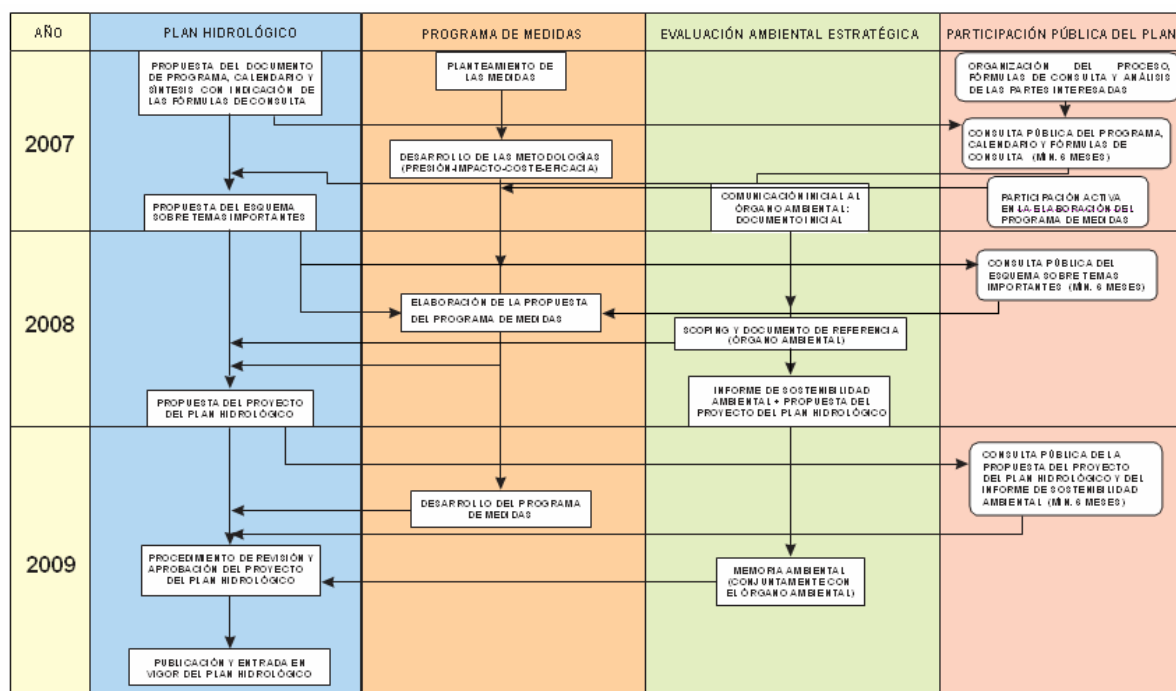 AÑO
PLAN HIDROLÓGICO
PROGRAMA DE MEDIDAS
EVALUACIÓN AMBIENTAL ESTRATÉGICA
PARTICIPACIÓN PÚBLICA DEL PLAN
2007
PROPUESTA DEL DOCUMENTO
DE PROGRAMA, CALENDARIO Y
SÍNTESIS CON INDICACIÓN DE
LAS FÓRMULAS DE CONSULTA
PLANTEAMIENTO DE
LAS MEDIDAS
ORGANIZACIÓN DEL PROCESO,
FÓRMULAS DE CONSULTA Y ANÁLISIS
DE LAS PARTES INTERESADAS
CONSULTA PÚBLICA DEL PROGRAMA,
CALENDARIO Y FÓRMULAS DE
CONSULTA (MÍN. 6 MESES)
DESARROLLO DE LAS METODOLOGÍAS
(PRESIÓN-IMPACTO-COSTE-EFICACIA)
PROPUESTA DEL ESQUEMA
SOBRE TEMAS IMPORTANTES
COMUNICACIÓN INICIAL AL
ÓRGANO AMBIENTAL:
DOCUMENTO INICIAL
PARTICIPACIÓN ACTIVA
EN LA ELABORACIÓN DEL
PROGRAMA DE MEDIDAS
2008
CONSULTA PÚBLICA DEL
ESQUEMA SOBRE TEMAS
IMPORTANTES (MÍN. 6 MESES)
ELABORACIÓN DE LA PROPUESTA
DEL PROGRAMA DE MEDIDAS
SCOPING Y DOCUMENTO DE REFERENCIA
(ÓRGANO AMBIENTAL)
PROPUESTA DEL PROYECTO
DEL PLAN HIDROLÓGICO
INFORME DE SOSTENIBILIDAD
AMBIENTAL + PROPUESTA DEL
PROYECTO DEL PLAN HIDROLÓGICO
2009
CONSULTA PÚBLICA DE LA
PROPUESTA DEL PROYECTO
DEL PLAN HIDROLÓGICO Y DEL
INFORME DE SOSTENIBILIDAD
AMBIENTAL (MÍN. 6 MESES)
DESARROLLO DEL PROGRAMA
DE MEDIDAS
PROCEDIMIENTO DE REVISIÓN Y
APROBACIÓN DEL PROYECTO
DEL PLAN HIDROLÓGICO
MEMORIA AMBIENTAL
(CONJUNTAMENTE CON
EL ÓRGANO AMBIENTAL)
PUBLICACIÓN Y ENTRADA EN
VIGOR DEL PLAN HIDROLÓGICO